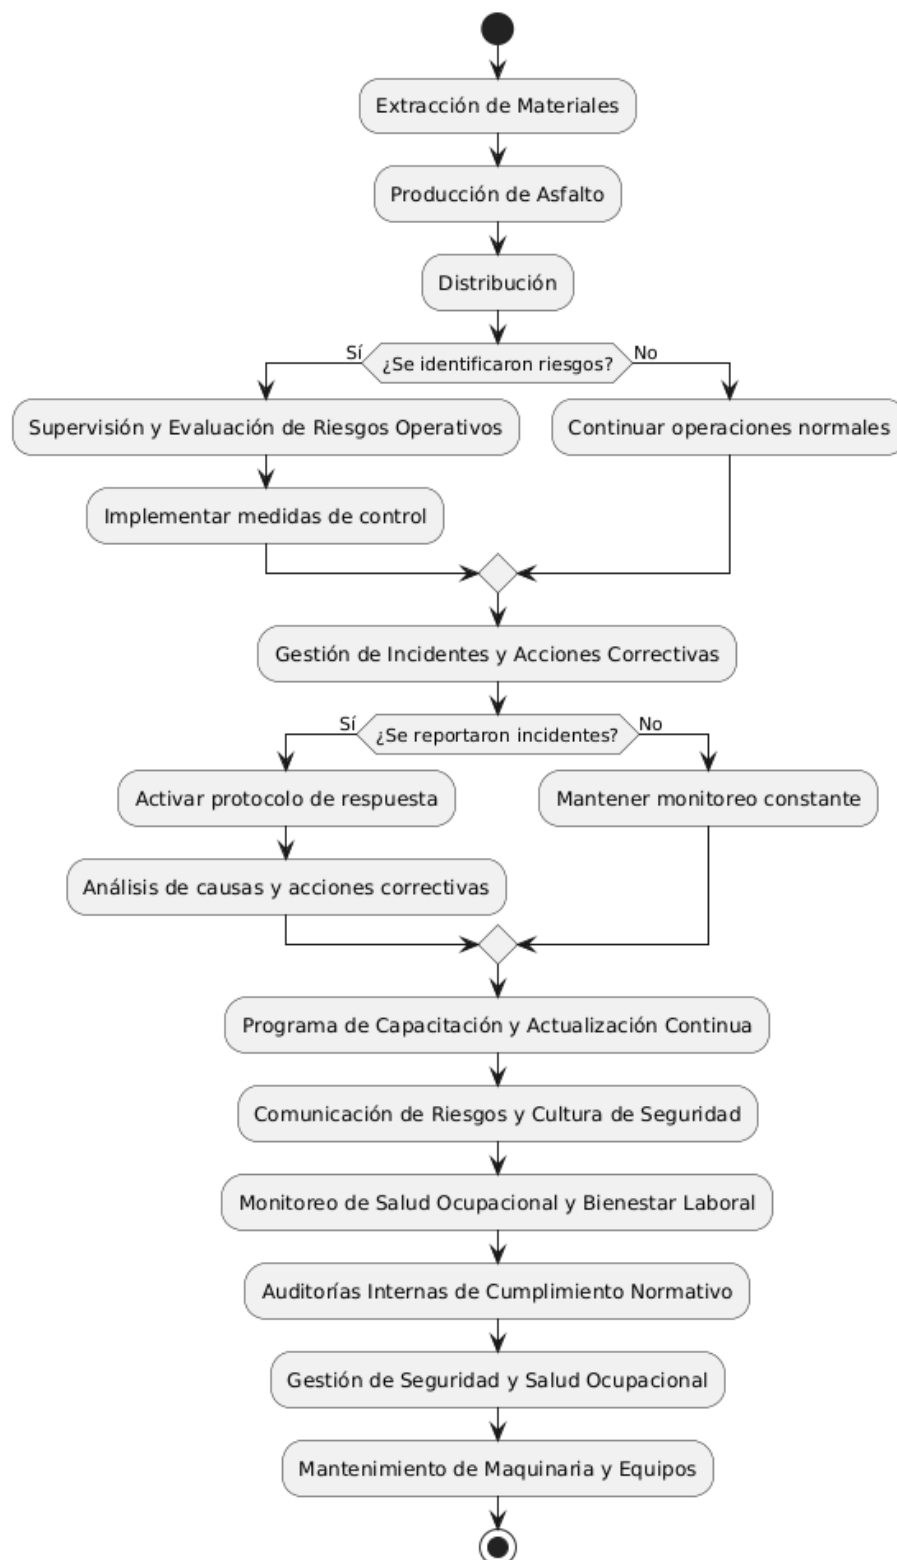 Extracción de Materiales
Producción de Asfalto
Distribución
Sí
¿Se identificaron riesgos?
No
Supervisión y Evaluación de Riesgos Operativos
Continuar operaciones normales
Implementar medidas de control
Gestión de Incidentes y Acciones Correctivas
Sí
¿Se reportaron incidentes?
No
Activar protocolo de respuesta
Mantener monitoreo constante
Análisis de causas y acciones correctivas
Programa de Capacitación y Actualización Continua
Comunicación de Riesgos y Cultura de Seguridad
Monitoreo de Salud Ocupacional y Bienestar Laboral
Auditorías Internas de Cumplimiento Normativo
Gestión de Seguridad y Salud Ocupacional
Mantenimiento de Maquinaria y Equipos